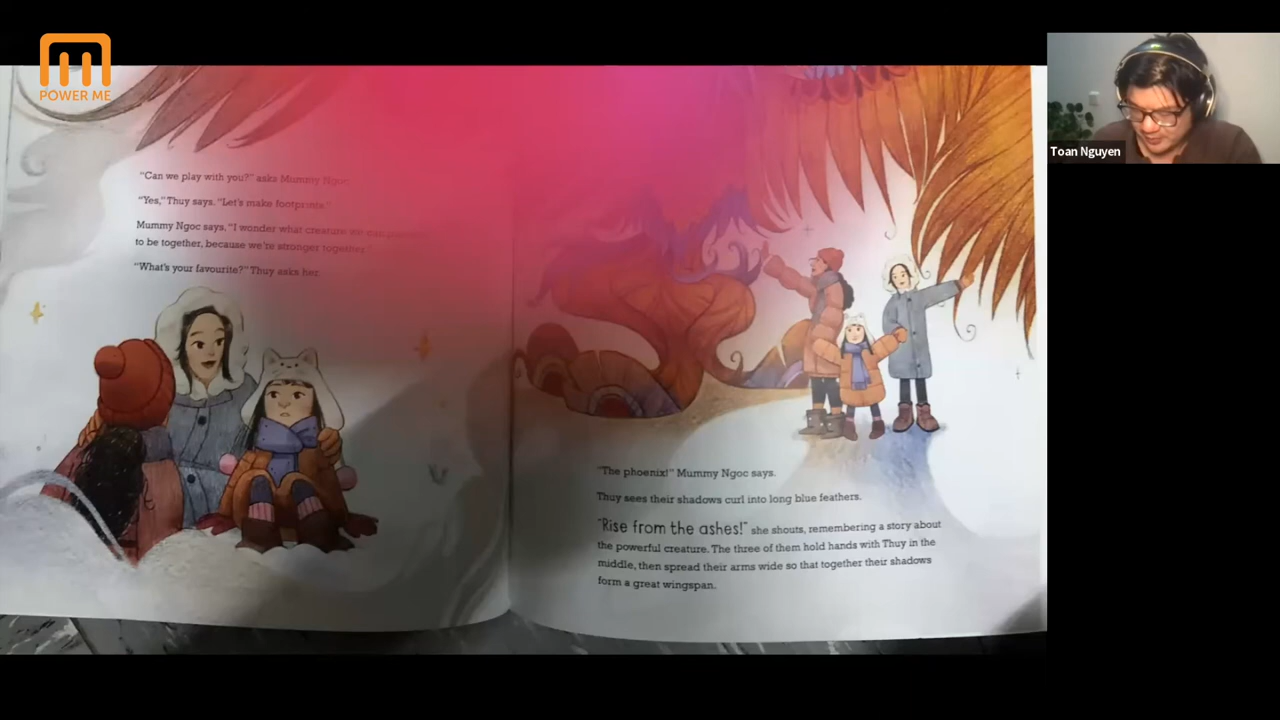 POWER ME
"Can we play with you?" asks Mummy Ngoc.
"Yes," Thuy says. "Let's make footprints."
Mummy Ngoc says, "I wonder what creature we
to be together, because we're stronger together."
"What's your favourite?" Thuy asks her.
"The phoenix!" Mummy Ngoc says.
Thuy sees their shadows curl into long blue feathers.
"Rise from the ashes!" she shouts, remembering a story about
the powerful creature. The three of them hold hands with Thuy in the
middle, then spread their arms wide so that together their shadows
form a great wingspan.
Toan Nguyen